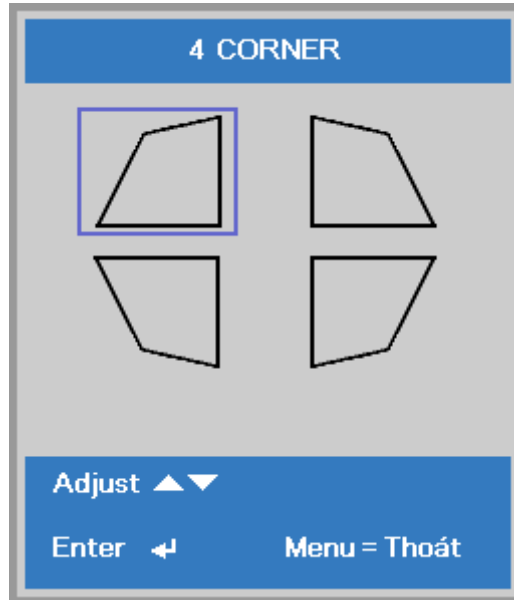 4 CORNER
Adjust ▲▼
Enter ↵
Menu = Thoát